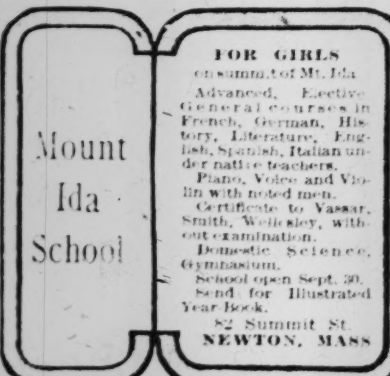 Mount
Ida
School
FOR GIRLS
on summit of Mt. Ida
Advanced, Elective
General courses in
French, German, His-
tory, Literature, Eng-
lish, Spanish, Italian un-
der native teachers.
Piano, Voice and Vio-
lin with noted men.
Certificate to Vassar,
Smith, Wellesley, with-
out examination.
Domestic Science,
Gymnasium.
School open Sept. 30.
Send for Illustrated
Year-Book.
82 Summit St.
NEWTON, MASS